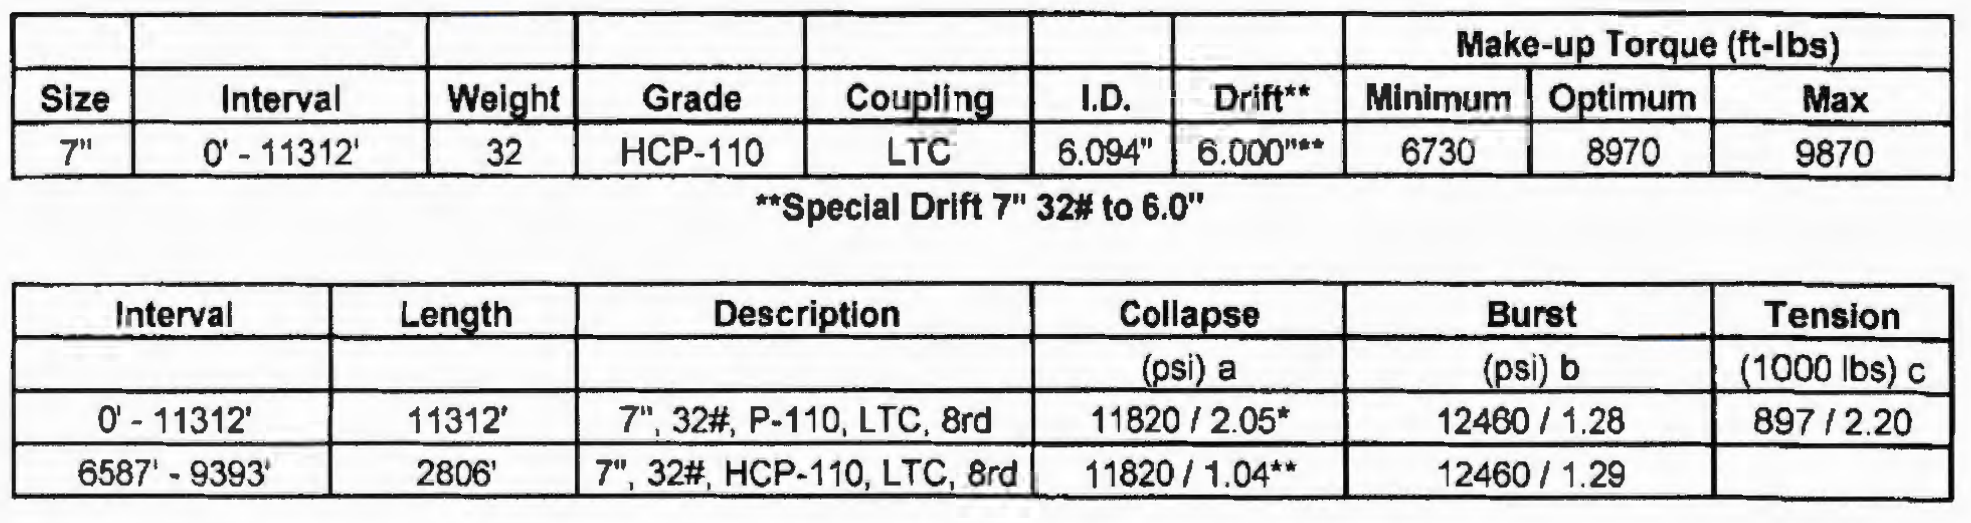 Make-up Torque (ft-lbs)
Size Interval Weight Grade Coupling I.D. Drift** Minimum Optimum Max
7" 0' - 11312' 32 HCP-110 LTC 6.094" 6.000"** 6730 8970 9870
**Special Drift 7" 32# to 6.0"
Interval Length Description Collapse Burst Tension
(psi) a (psi) b (1000 lbs) c
0' - 11312' 11312' 7", 32#, P-110, LTC, 8rd 11820 / 2.05* 12460 / 1.28 897 / 2.20
6587' - 9393' 2806' 7", 32#, HCP-110, LTC, 8rd 11820 / 1.04** 12460 / 1.29